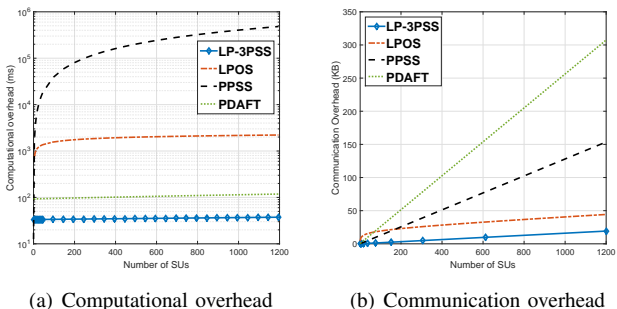 10^6
10^5
10^4
10^3
10^2
10^1
Computational overhead (ms)
LP-3PSS
LPOS
PPSS
PDAFT
0
200
400
600
800
1000
1200
Number of SUs
(a) Computational overhead
350
300
250
200
150
100
50
0
Communication Overhead (KB)
LP-3PSS
LPOS
PPSS
PDAFT
200
400
600
800
1000
1200
Number of SUs
(b) Communication overhead